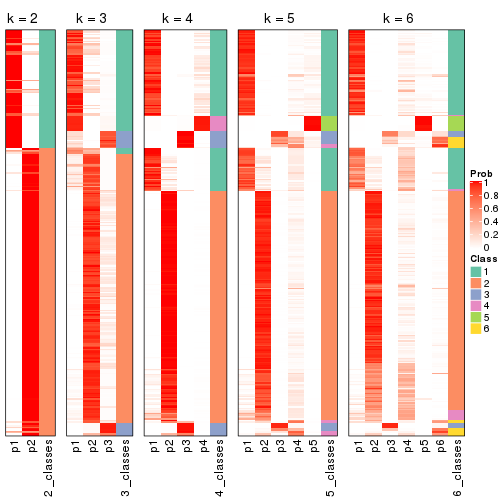 k = 2
k = 3
k = 4
k = 5
k = 6
p1
p2
2_classes
p1
p2
p3
3_classes
p1
p2
p3
p4
4_classes
p1
p2
p3
p4
p5
5_classes
p1
p2
p3
p4
p5
p6
6_classes
Prob
1
0.8
0.6
0.4
0.2
0
Class
1
2
3
4
5
6